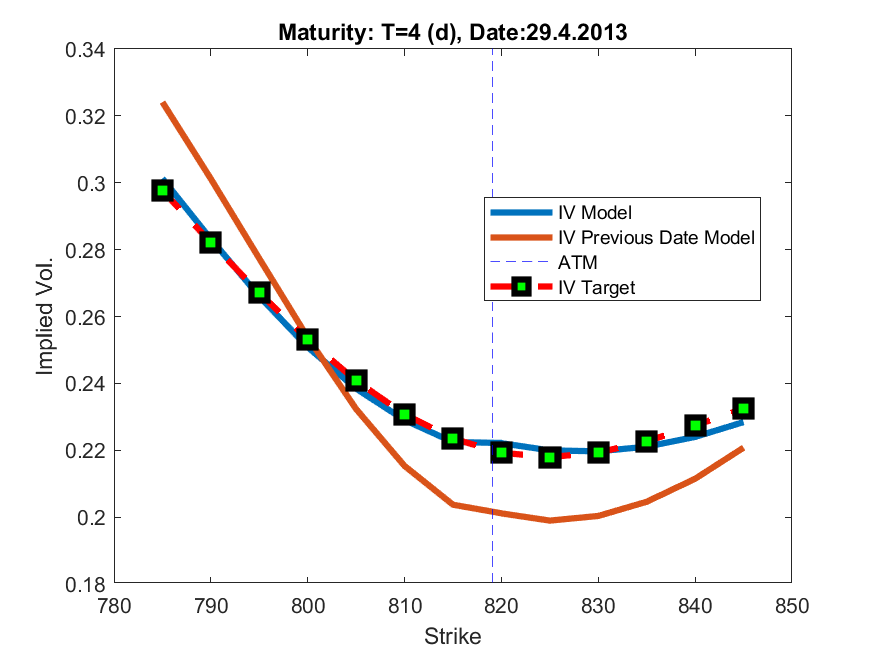 Maturity: T=4 (d), Date:29.4.2013
0.34
0.32
0.3
0.28
0.26
0.24
0.22
0.2
0.18
Implied Vol.
IV Model
IV Previous Date Model
ATM
IV Target
780 790 800 810 820 830 840 850
Strike